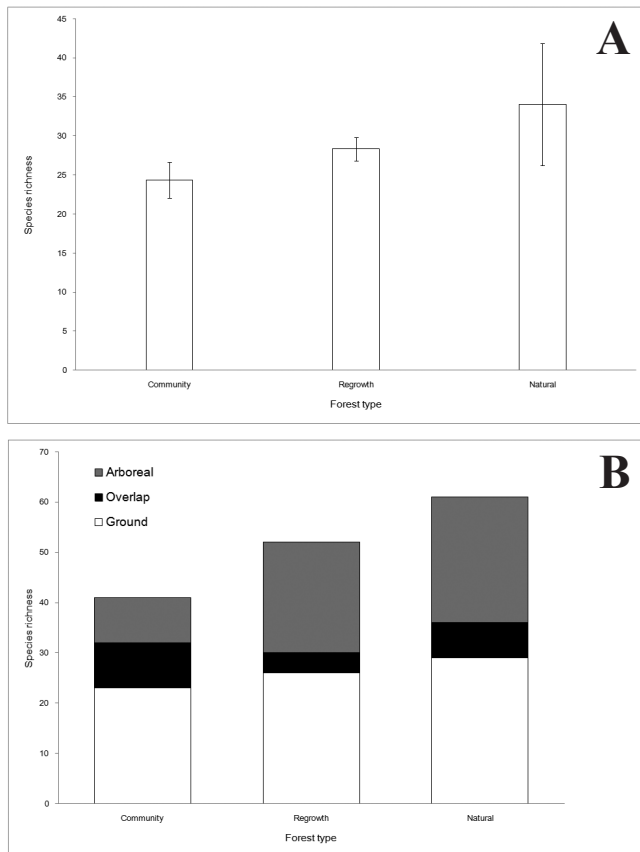 A
45
40
35
30
25
20
15
10
5
0
Species richness
Community Regrowth Natural
Forest type
B
70
60
50
40
30
20
10
0
Species richness
Arboreal
Overlap
Ground
Community Regrowth Natural
Forest type